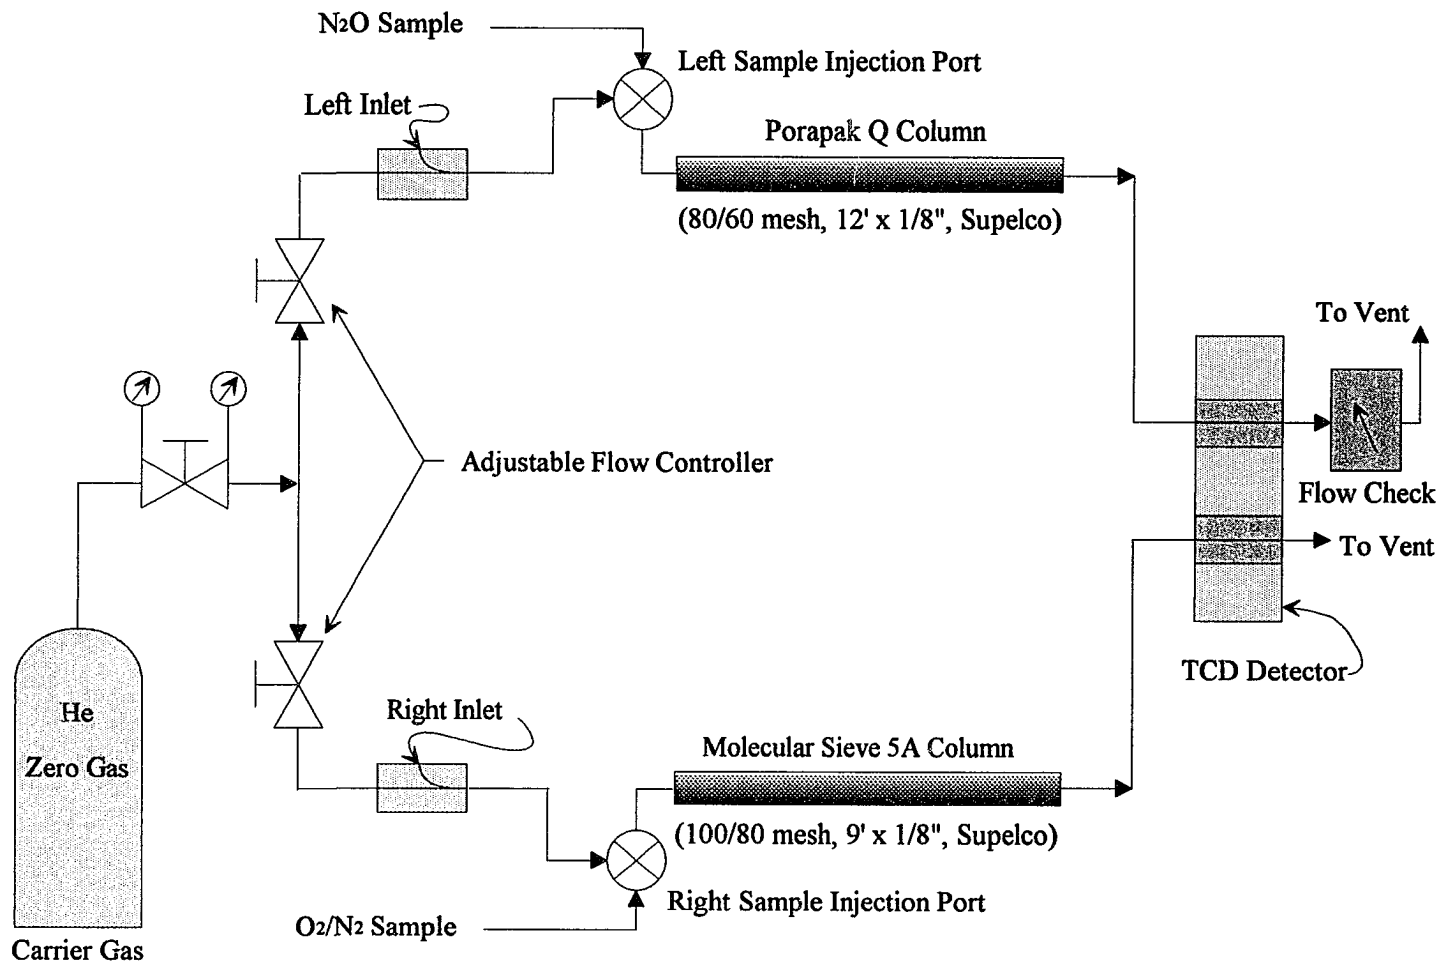 N2O Sample
Left Sample Injection Port
Left Inlet
Porapak Q Column
(80/60 mesh, 12' x 1/8", Supelco)
To Vent
Adjustable Flow Controller
Flow Check
To Vent
TCD Detector
He
Zero Gas
Right Inlet
Molecular Sieve 5A Column
(100/80 mesh, 9' x 1/8", Supelco)
Right Sample Injection Port
O2/N2 Sample
Carrier Gas